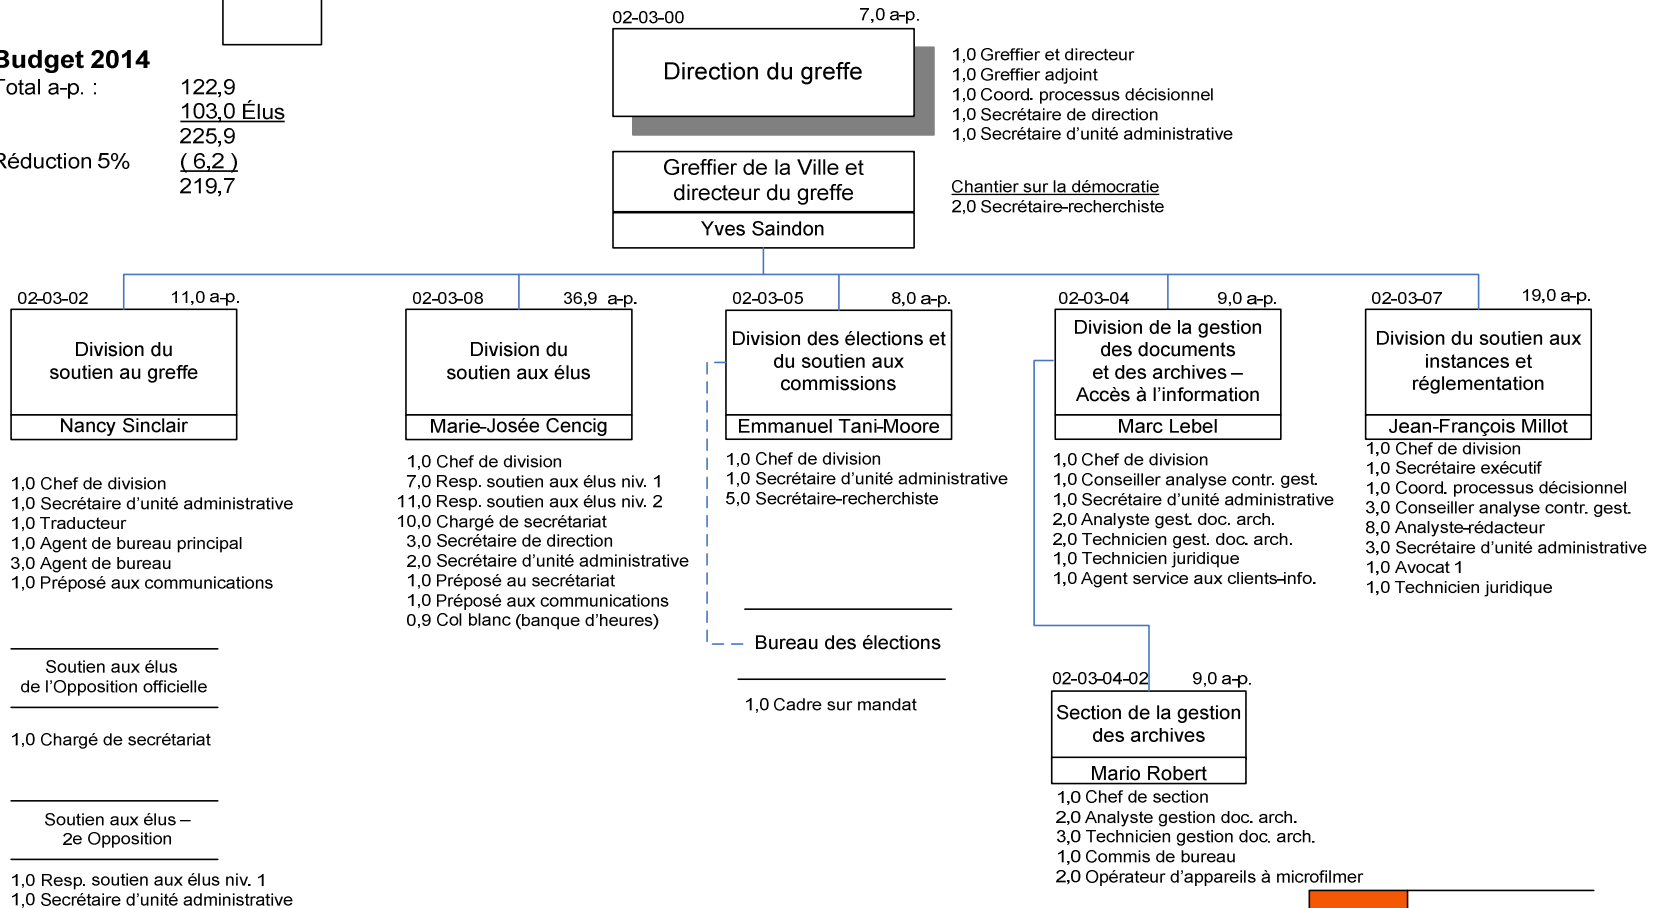 Budget 2014
Total a-p. : 122,9
103,0 Élus
225,9
Réduction 5% ( 6,2 )
219,7
02-03-00 7,0 a-p.
Direction du greffe
Greffier de la Ville et
directeur du greffe
Yves Saindon
1,0 Greffier et directeur
1,0 Greffier adjoint
1,0 Coord. processus décisionnel
1,0 Secrétaire de direction
1,0 Secrétaire d'unité administrative
Chantier sur la démocratie
2,0 Secrétaire-recherchiste
02-03-02 11,0 a-p.
Division du
soutien au greffe
Nancy Sinclair
1,0 Chef de division
1,0 Secrétaire d'unité administrative
1,0 Traducteur
1,0 Agent de bureau principal
3,0 Agent de bureau
1,0 Préposé aux communications
Soutien aux élus
de l'Opposition officielle
1,0 Chargé de secrétariat
Soutien aux élus –
2e Opposition
1,0 Resp. soutien aux élus niv. 1
1,0 Secrétaire d'unité administrative
02-03-08 36,9 a-p.
Division du
soutien aux élus
Marie-Josée Cencig
1,0 Chef de division
7,0 Resp. soutien aux élus niv. 1
11,0 Resp. soutien aux élus niv. 2
10,0 Chargé de secrétariat
3,0 Secrétaire de direction
2,0 Secrétaire d'unité administrative
1,0 Préposé au secrétariat
1,0 Préposé aux communications
0,9 Col blanc (banque d'heures)
02-03-05 8,0 a-p.
Division des élections et
du soutien aux
commissions
Emmanuel Tani-Moore
1,0 Chef de division
1,0 Secrétaire d'unité administrative
5,0 Secrétaire-recherchiste
Bureau des élections
1,0 Cadre sur mandat
02-03-04 9,0 a-p.
Division de la gestion
des documents
et des archives –
Accès à l'information
Marc Lebel
1,0 Chef de division
1,0 Conseiller analyse contr. gest.
1,0 Secrétaire d'unité administrative
2,0 Analyste gest. doc. arch.
2,0 Technicien gest. doc. arch.
1,0 Technicien juridique
1,0 Agent service aux clients-info.
02-03-04-02 9,0 a-p.
Section de la gestion
des archives
Mario Robert
1,0 Chef de section
2,0 Analyste gestion doc. arch.
3,0 Technicien gestion doc. arch.
1,0 Commis de bureau
2,0 Opérateur d'appareils à microfilmer
02-03-07 19,0 a-p.
Division du soutien aux
instances et
réglementation
Jean-François Millot
1,0 Chef de division
1,0 Secrétaire exécutif
1,0 Coord. processus décisionnel
3,0 Conseiller analyse contr. gest.
8,0 Analyste-rédacteur
3,0 Secrétaire d'unité administrative
1,0 Avocat 1
1,0 Technicien juridique